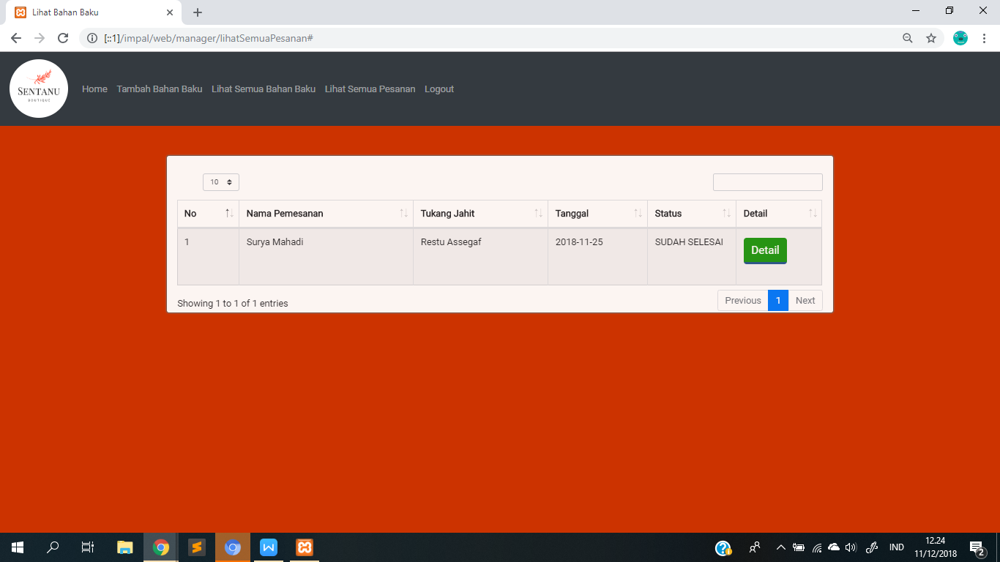 Lihat Bahan Baku
[::1]/impal/web/manager/lihatSemuaPesanan#
SENTANU
BOUTIQUE
Home Tambah Bahan Baku Lihat Semua Bahan Baku Lihat Semua Pesanan Logout
10
No Nama Pemesanan Tukang Jahit Tanggal Status Detail
1 Surya Mahadi Restu Assegaf 2018-11-25 SUDAH SELESAI Detail
Showing 1 to 1 of 1 entries
Previous 1 Next
IND
12.24
11/12/2018
2